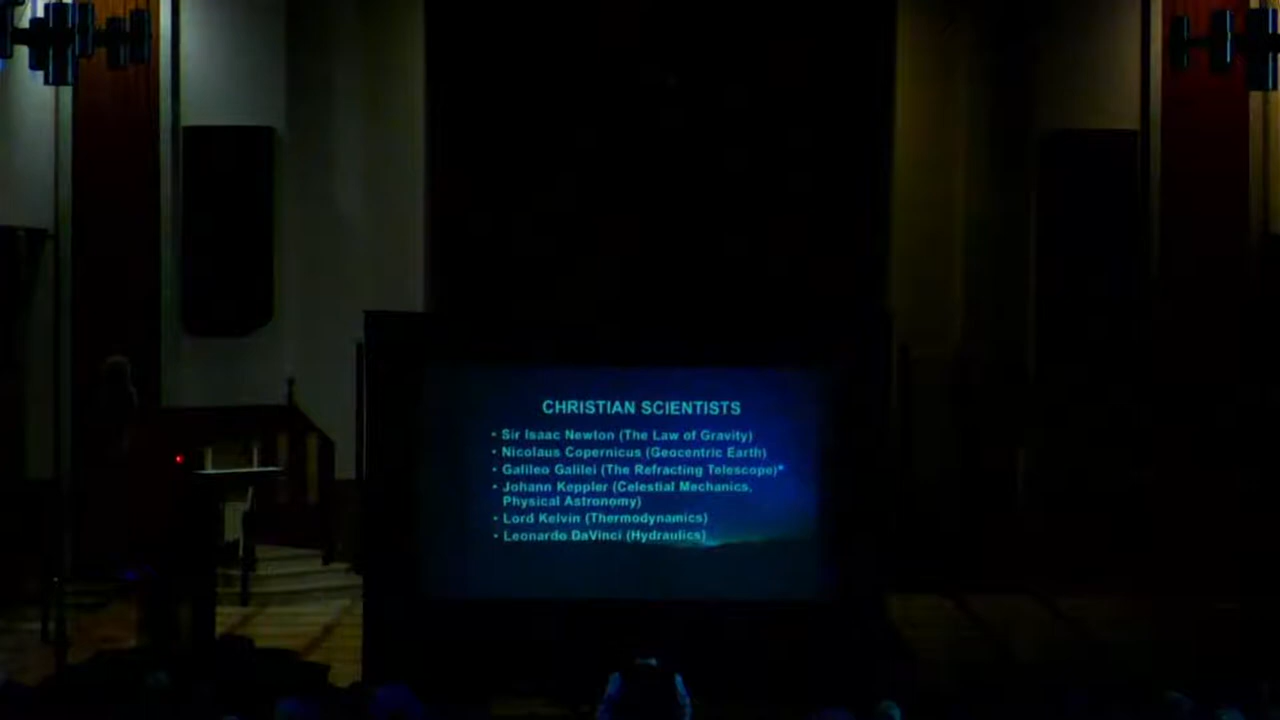 CHRISTIAN SCIENTISTS
• Sir Isaac Newton (The Law of Gravity)
• Nicolaus Copernicus (Geocentric Earth)
• Galileo Galilei (The Refracting Telescope)*
• Johann Keppler (Celestial Mechanics,
Physical Astronomy)
• Lord Kelvin (Thermodynamics)
• Leonardo DaVinci (Hydraulics)